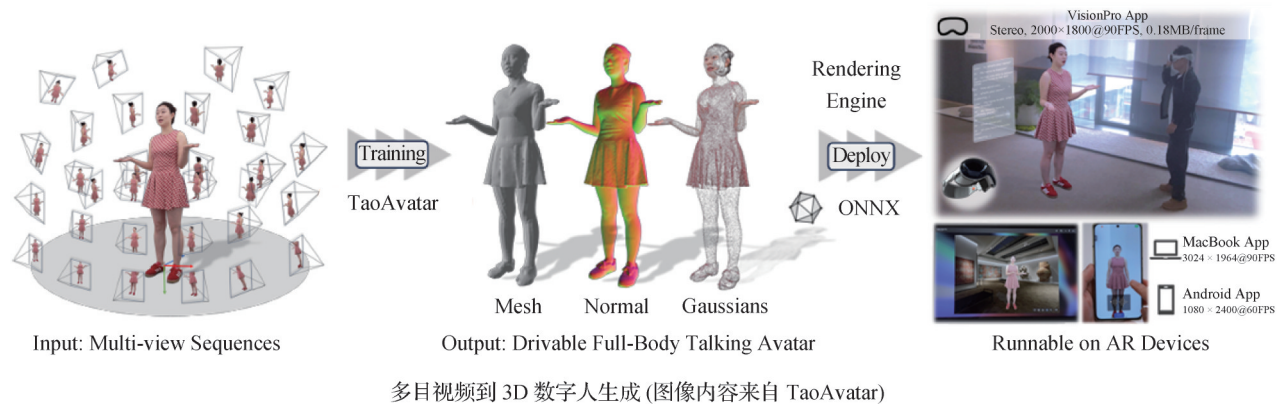 Training
TaoAvatar
Input: Multi-view Sequences
Mesh
Normal
Gaussians
Output: Drivable Full-Body Talking Avatar
Rendering
Engine
Deploy
ONNX
VisionPro App
Stereo, 2000×1800@90FPS, 0.18MB/frame
MacBook App
3024 × 1964@90FPS
Android App
1080 × 2400@60FPS
Runnable on AR Devices
多目视频到 3D 数字人生成 (图像内容来自 TaoAvatar)